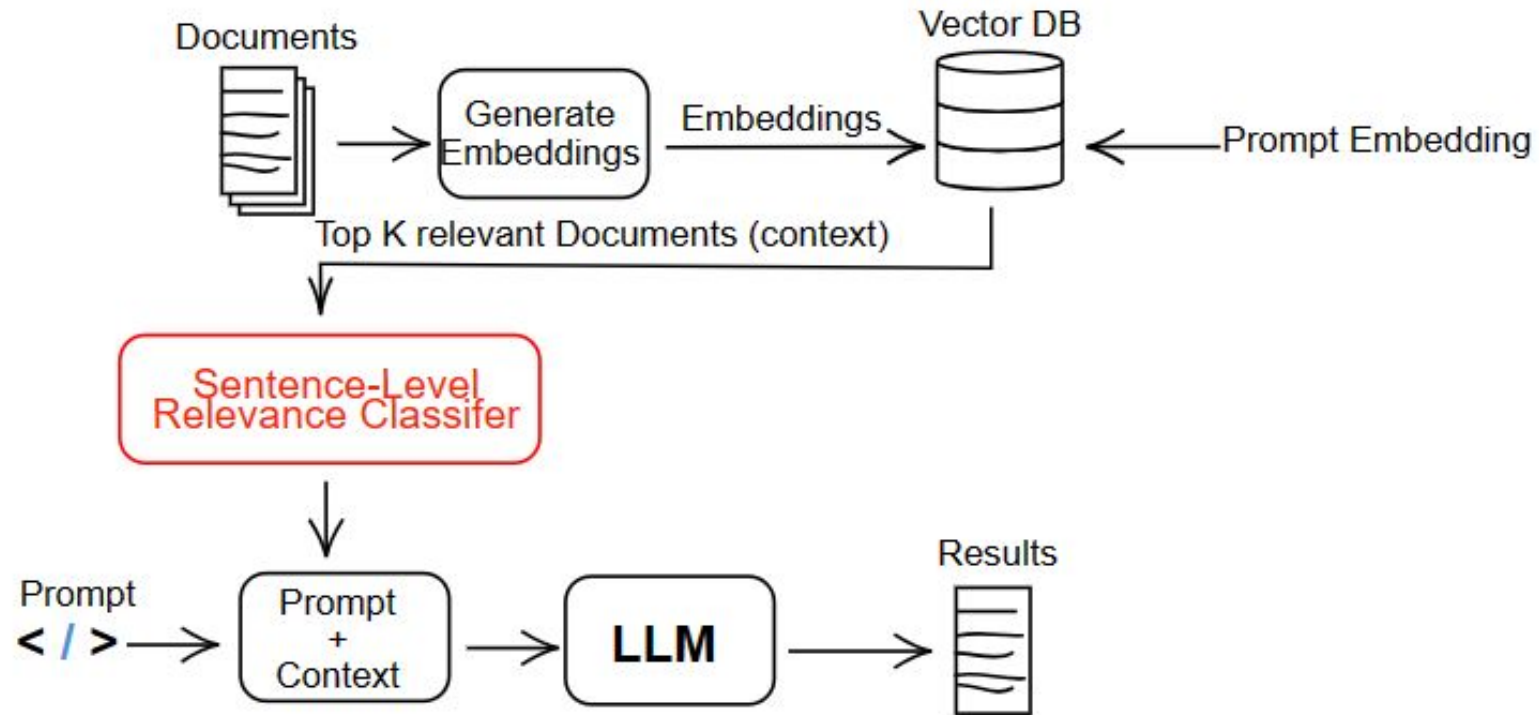 Documents
Vector DB
Generate
Embeddings
Embeddings
Prompt Embedding
Top K relevant Documents (context)
Sentence-Level
Relevance Classifer
Prompt
< / >
Prompt
+
Context
LLM
Results